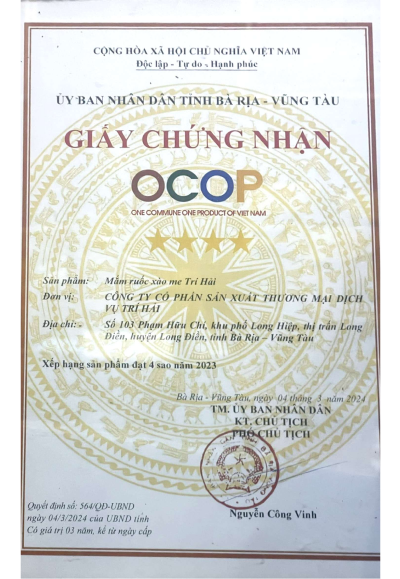 CỘNG HÒA XÃ HỘI CHỦ NGHĨA VIỆT NAM
Độc lập - Tự do - Hạnh phúc
ỦY BAN NHÂN DÂN TỈNH BÀ RỊA - VŨNG TÀU
GIẤY CHỨNG NHẬN
OCOP
ONE COMMUNE ONE PRODUCT OF VIET NAM
Sản phẩm: Mắm ruốc xào me Trí Hải
Đơn vị: CÔNG TY CỔ PHẦN SẢN XUẤT THƯƠNG MẠI DỊCH
VỤ TRÍ HẢI
Địa chỉ: Số 103 Phạm Hữu Chí, khu phố Long Hiệp, thị trấn Long
Điền, huyện Long Điền, tỉnh Bà Rịa – Vũng Tàu
Xếp hạng sản phẩm đạt 4 sao năm 2023
Bà Rịa - Vũng Tàu, ngày 04 tháng 3 năm 2024
TM. ỦY BAN NHÂN DÂN
KT. CHỦ TỊCH
PHÓ CHỦ TỊCH
Nguyễn Công Vinh
Quyết định số: 564/QĐ-UBND
ngày 04/3/2024 của UBND tỉnh
Có giá trị 03 năm, kể từ ngày cấp